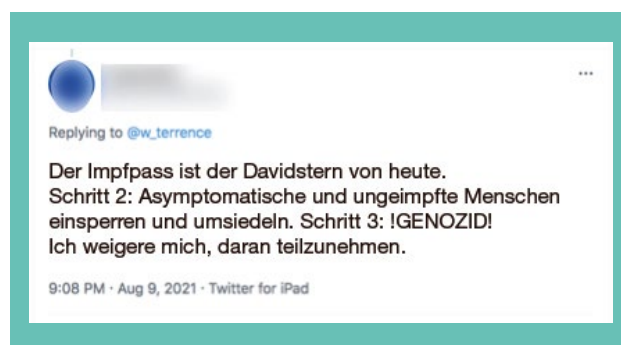 Replying to @w_terrence
Der Impfpass ist der Davidstern von heute.
Schritt 2: Asymptomatische und ungeimpfte Menschen
einsperren und umsiedeln. Schritt 3: !GENOZID!
Ich weigere mich, daran teilzunehmen.
9:08 PM · Aug 9, 2021 · Twitter for iPad